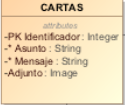 CARTAS
attributes
-PK Identificador : Integer
-* Asunto : String
-* Mensaje : String
-Adjunto : Image